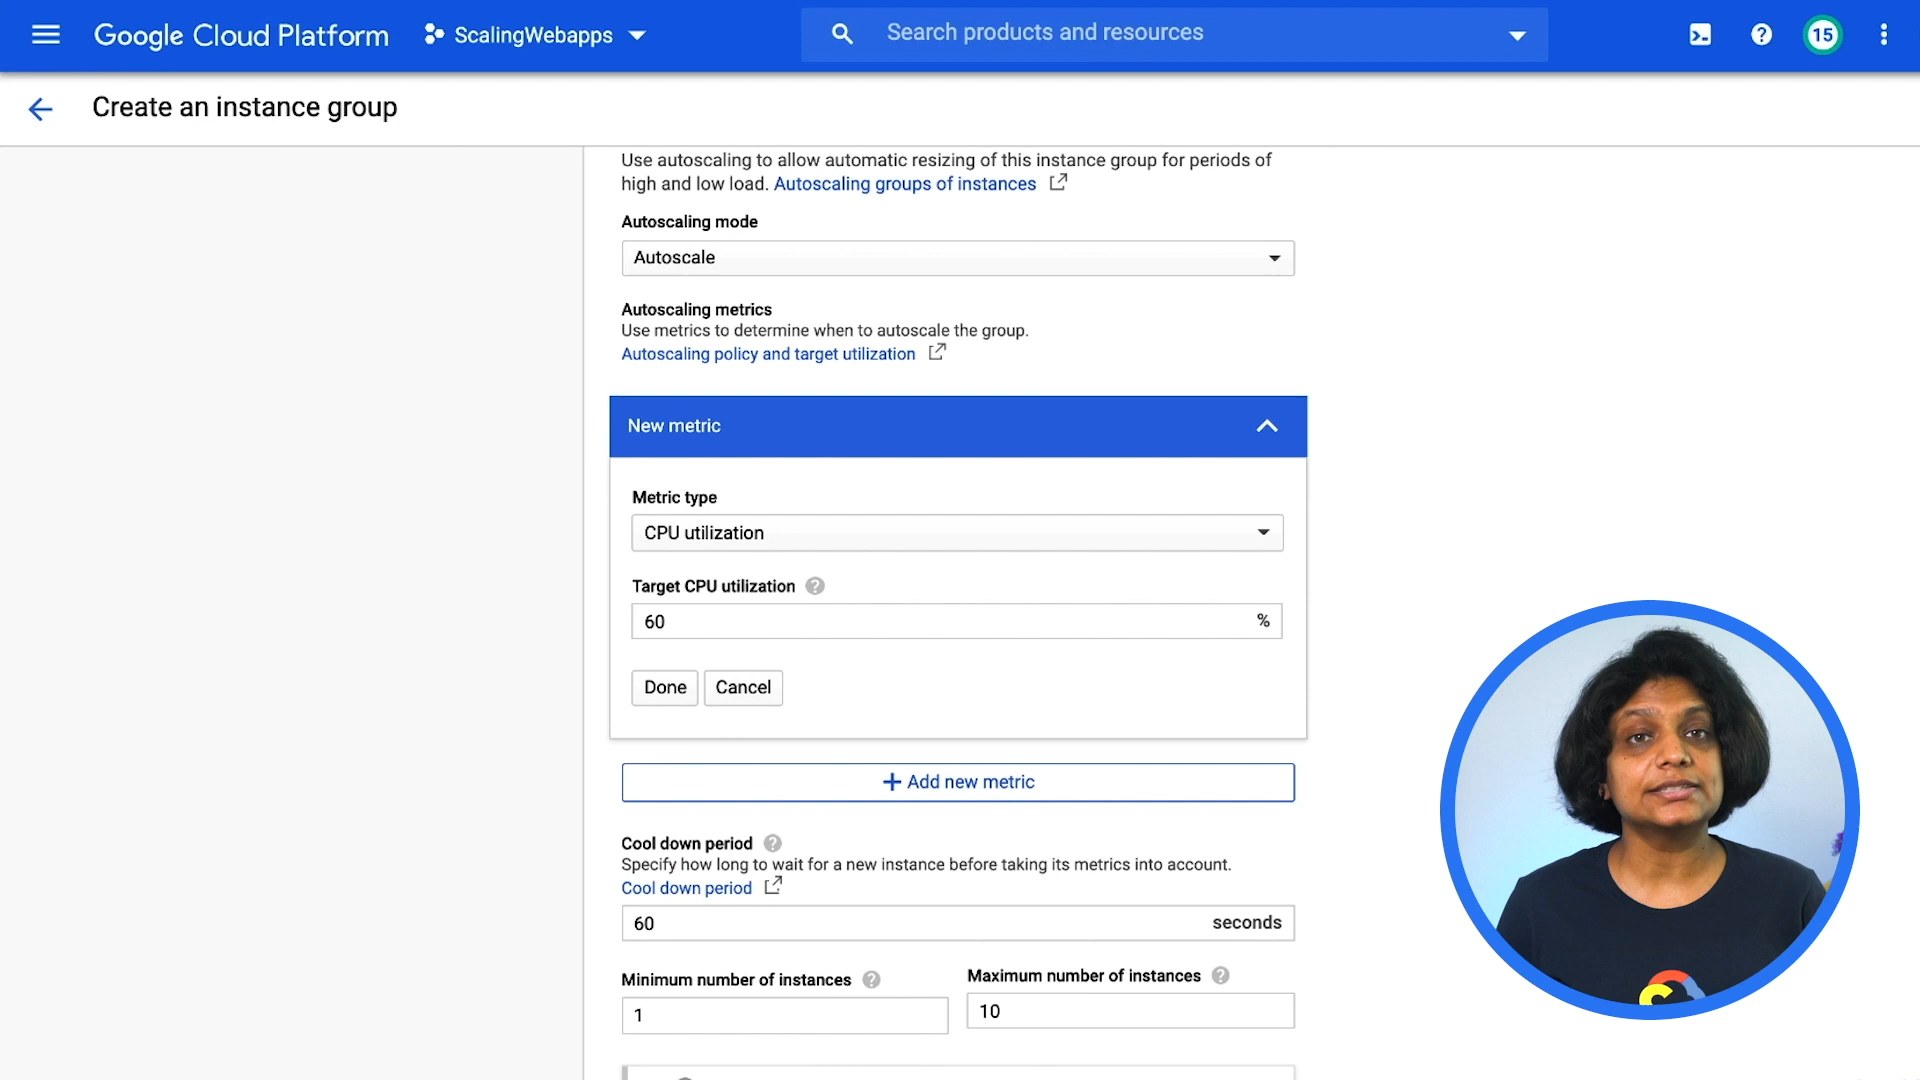 Google Cloud Platform
ScalingWebapps
Search products and resources
15
Create an instance group
Use autoscaling to allow automatic resizing of this instance group for periods of
high and low load. Autoscaling groups of instances
Autoscaling mode
Autoscale
Autoscaling metrics
Use metrics to determine when to autoscale the group.
Autoscaling policy and target utilization
New metric
Metric type
CPU utilization
Target CPU utilization
60 %
Done Cancel
+ Add new metric
Cool down period
Specify how long to wait for a new instance before taking its metrics into account.
Cool down period
60 seconds
Minimum number of instances
Maximum number of instances
1
10